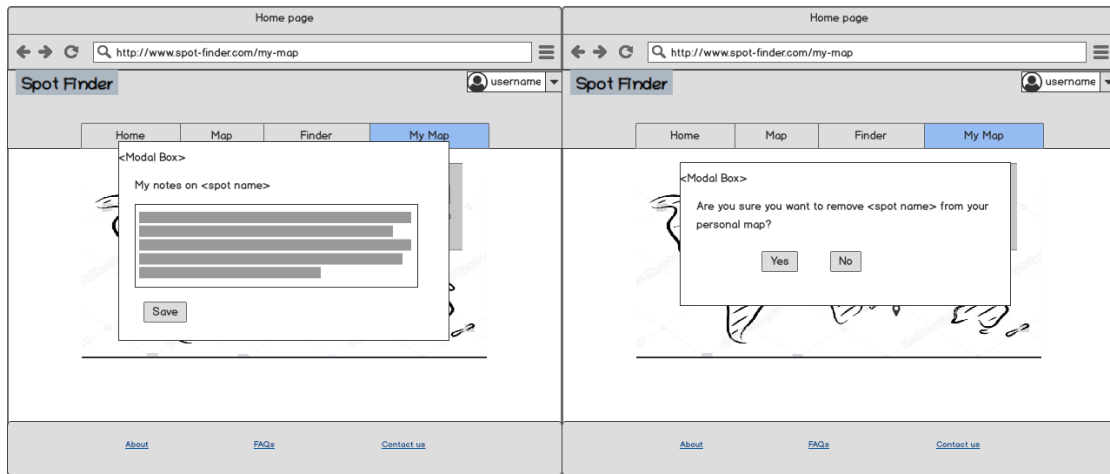 Home page
http://www.spot-finder.com/my-map
Spot Finder
username
Home
Map
Finder
My Map
<Modal Box>
My notes on <spot name>
Save
About
FAQs
Contact us
Home page
http://www.spot-finder.com/my-map
Spot Finder
username
Home
Map
Finder
My Map
<Modal Box>
Are you sure you want to remove <spot name> from your
personal map?
Yes
No
About
FAQs
Contact us